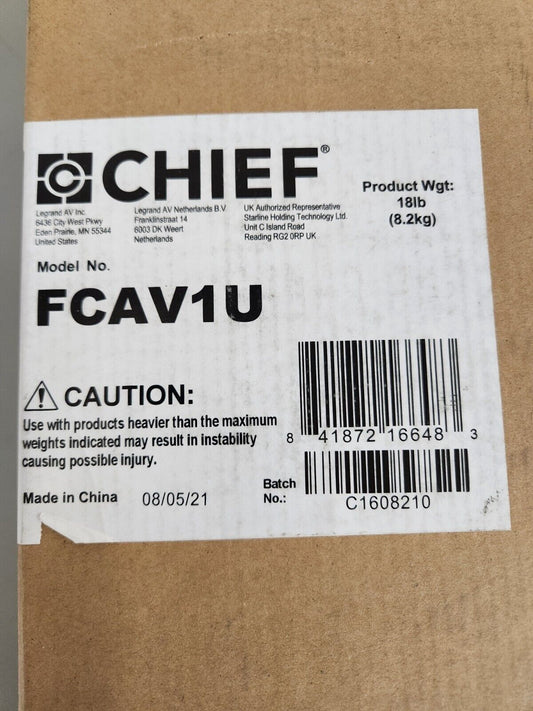 CHIEF®
Legrand AV Inc.
6436 City West Pkwy
Eden Prairie, MN 55344
United States
Legrand AV Netherlands B.V.
Franklinstraat 14
6003 DK Weert
Netherlands
UK Authorized Representative
Starline Holding Technology Ltd.
Unit C Island Road
Reading RG2 0RP UK
Product Wgt:
18lb
(8.2kg)
Model No.
FCAV1U
CAUTION:
Use with products heavier than the maximum
weights indicated may result in instability
causing possible injury.
8 41872 16648 3
Made in China 08/05/21
Batch
No.:
C1608210